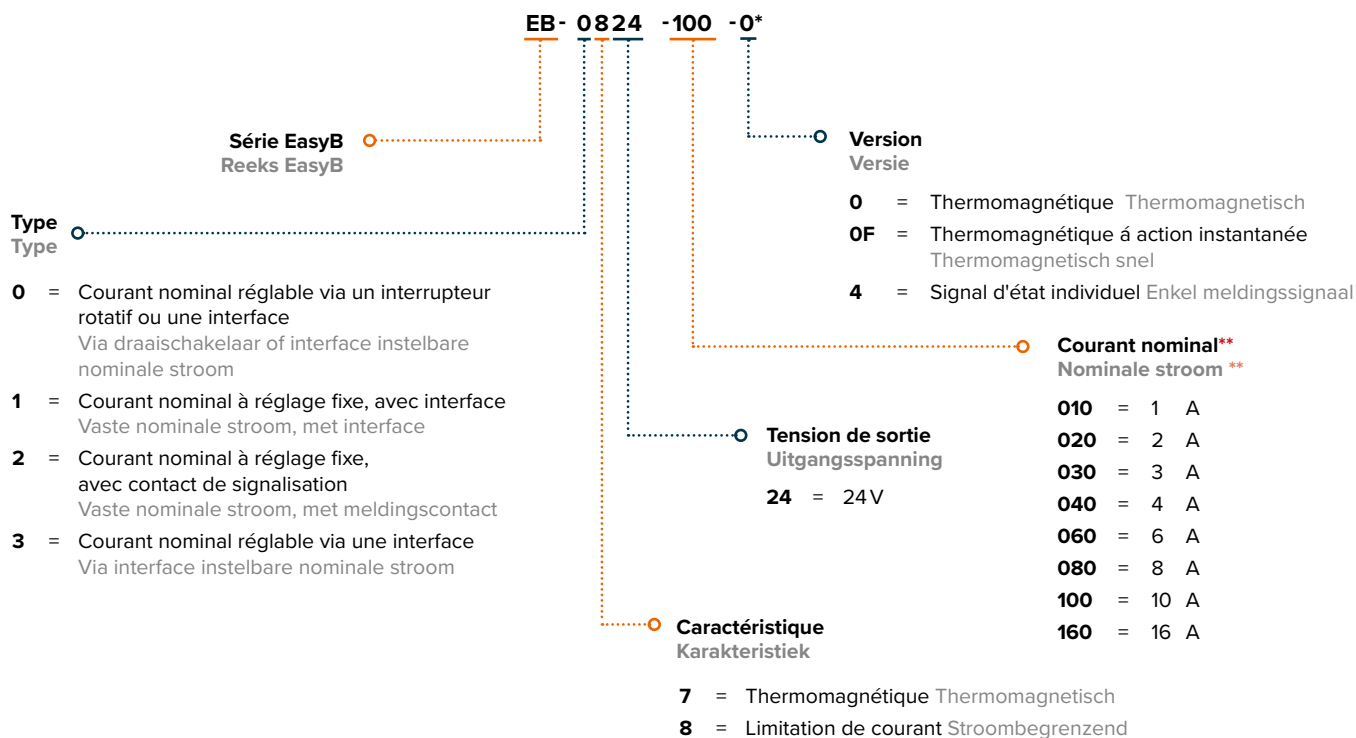 EB- 0824 -100 -0*
Série EasyB
Reeks EasyB
Type
Type
0 = Courant nominal réglable via un interrupteur
rotatif ou une interface
Via draaischakelaar of interface instelbare
nominale stroom
1 = Courant nominal à réglage fixe, avec interface
Vaste nominale stroom, met interface
2 = Courant nominal à réglage fixe,
avec contact de signalisation
Vaste nominale stroom, met meldingscontact
3 = Courant nominal réglable via une interface
Via interface instelbare nominale stroom
Version
Versie
0 = Thermomagnétique Thermomagnetisch
0F = Thermomagnétique á action instantanée
Thermomagnetisch snel
4 = Signal d'état individuel Enkel meldingssignaal
Courant nominal**
Nominale stroom **
010 = 1 A
020 = 2 A
030 = 3 A
040 = 4 A
060 = 6 A
080 = 8 A
100 = 10 A
160 = 16 A
Tension de sortie
Uitgangsspanning
24 = 24 V
Caractéristique
Karakteristiek
7 = Thermomagnétique Thermomagnetisch
8 = Limitation de courant Stroombegrenzend